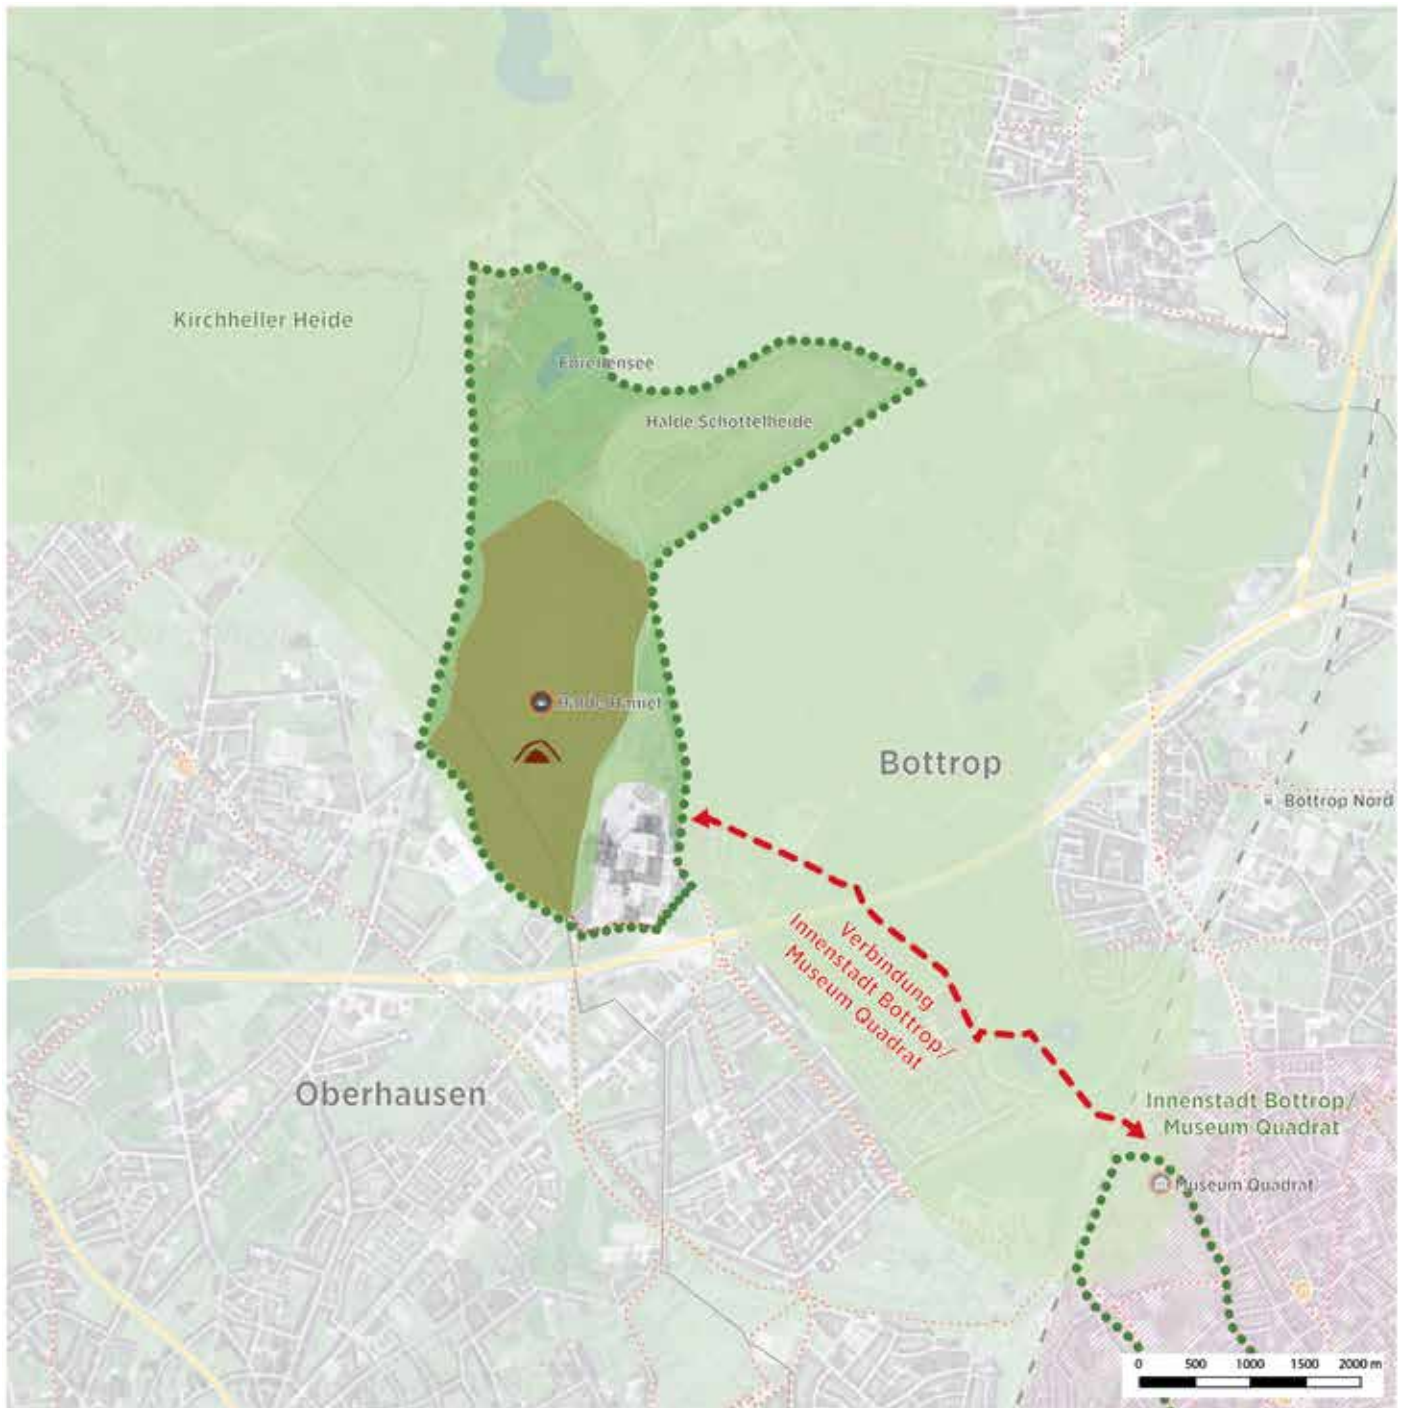 Kirchheller Heide
Halde Schöttelheide
Halde Haniel
Bottrop
Bottrop Nord
Verbindung
Innenstadt Bottrop/
Museum Quadrat
Oberhausen
Innenstadt Bottrop/
Museum Quadrat
Museum Quadrat
0 500 1000 1500 2000 m